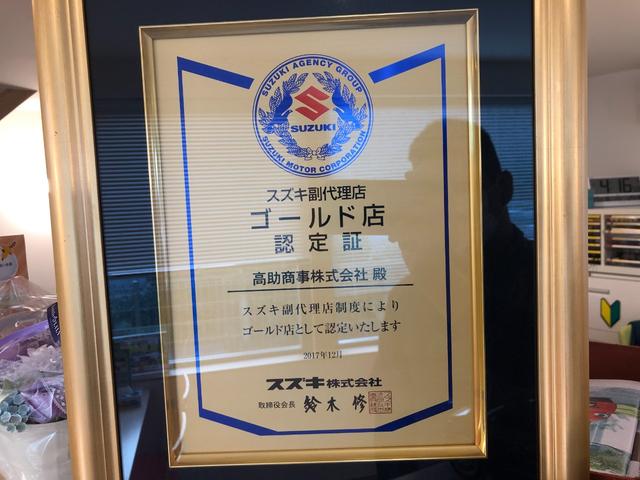 SUZUKI AGENCY GROUP
SUZUKI
SUZUKI MOTOR CORPORATION
スズキ副代理店
ゴールド店
認定証
高助商事株式会社 殿
スズキ副代理店制度により
ゴールド店として認定いたします
2017年12月
スズキ株式会社
取締役会長 鈴木 修